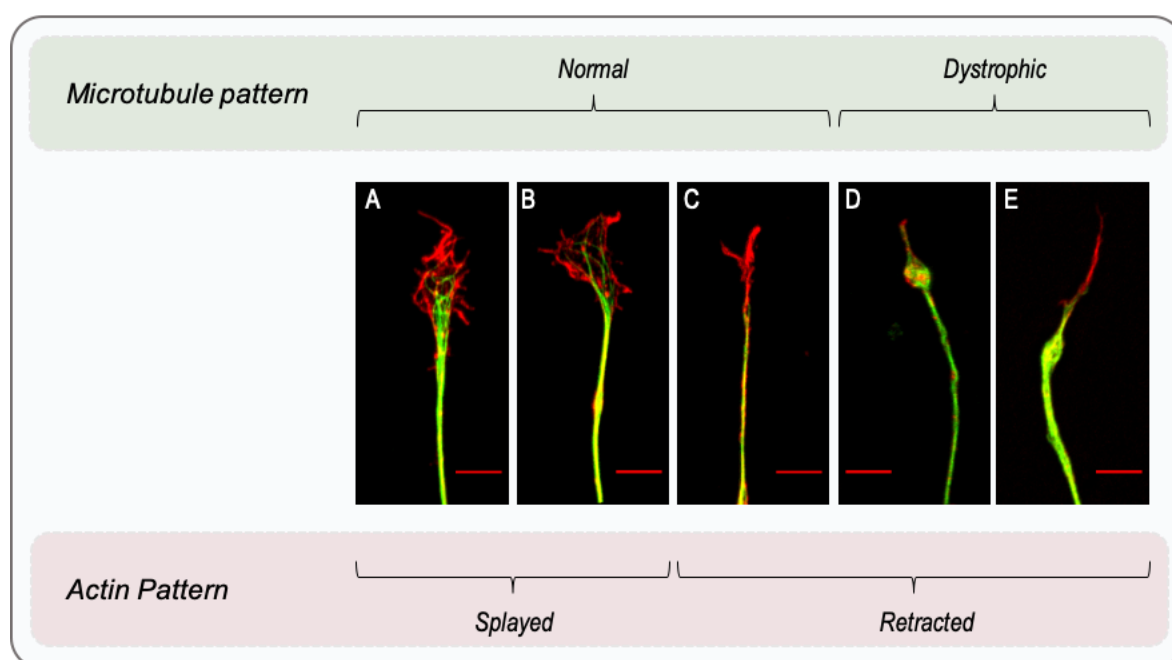 Normal
Dystrophic
Microtubule pattern
A
B
C
D
E
Actin Pattern
Splayed
Retracted